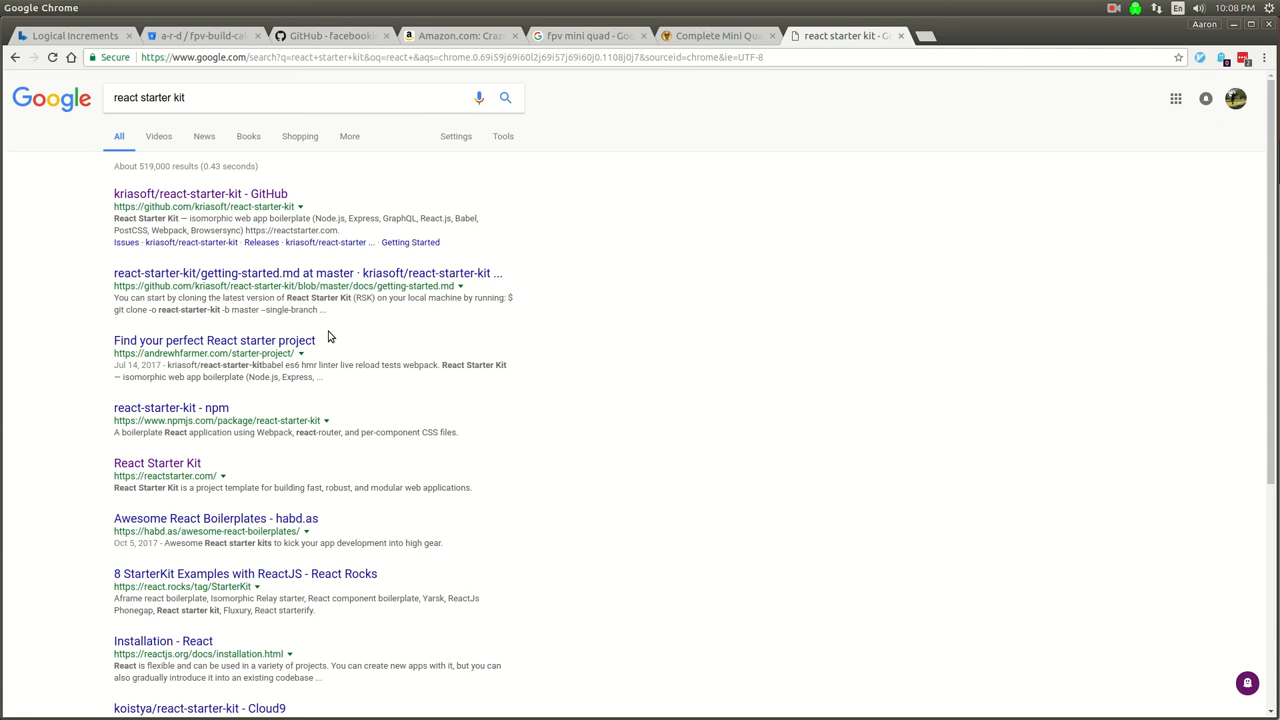 Google Chrome
En
10:08 PM
Aaron
Logical Increments
a-r-d / fpv-build-cal
GitHub - facebook
Amazon.com: Craz
fpv mini quad - Goo
Complete Mini Qua
react starter kit - G
Secure
https://www.google.com/search?q=react+starter+kit&oq=react+&aqs=chrome.0.69i59j69i60l2j69i57j69i60j0.1108j0j7&sourceid=chrome&ie=UTF-8
0
2
Google
react starter kit
All Videos News Books Shopping More Settings Tools
About 519,000 results (0.43 seconds)
kriasoft/react-starter-kit - GitHub
https://github.com/kriasoft/react-starter-kit
React Starter Kit — isomorphic web app boilerplate (Node.js, Express, GraphQL, React.js, Babel,
PostCSS, Webpack, Browsersync) https://reactstarter.com.
Issues · kriasoft/react-starter-kit · Releases · kriasoft/react-starter ... · Getting Started
react-starter-kit/getting-started.md at master · kriasoft/react-starter-kit ...
https://github.com/kriasoft/react-starter-kit/blob/master/docs/getting-started.md
You can start by cloning the latest version of React Starter Kit (RSK) on your local machine by running: $
git clone -o react-starter-kit -b master --single-branch ...
Find your perfect React starter project
https://andrewhfarmer.com/starter-project/
Jul 14, 2017 - kriasoft/react-starter-kitbabel es6 hmr linter live reload tests webpack. React Starter Kit
— isomorphic web app boilerplate (Node.js, Express, ...
react-starter-kit - npm
https://www.npmjs.com/package/react-starter-kit
A boilerplate React application using Webpack, react-router, and per-component CSS files.
React Starter Kit
https://reactstarter.com/
React Starter Kit is a project template for building fast, robust, and modular web applications.
Awesome React Boilerplates - habd.as
https://habd.as/awesome-react-boilerplates/
Oct 5, 2017 - Awesome React starter kits to kick your app development into high gear.
8 StarterKit Examples with ReactJS - React Rocks
https://react.rocks/tag/StarterKit
Aframe react boilerplate, Isomorphic Relay starter, React component boilerplate, Yarsk, ReactJs
Phonegap, React starter kit, Fluxury, React starterify.
Installation - React
https://reactjs.org/docs/installation.html
React is flexible and can be used in a variety of projects. You can create new apps with it, but you can
also gradually introduce it into an existing codebase ...
koistya/react-starter-kit - Cloud9